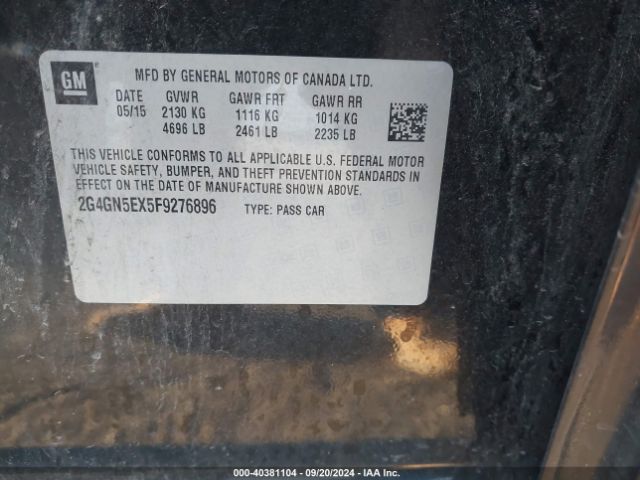 GM
MFD BY GENERAL MOTORS OF CANADA LTD.
DATE GVWR GAWR FRT GAWR RR
05/15 2130 KG 1116 KG 1014 KG
4696 LB 2461 LB 2235 LB
THIS VEHICLE CONFORMS TO ALL APPLICABLE U.S. FEDERAL MOTOR
VEHICLE SAFETY, BUMPER, AND THEFT PREVENTION STANDARDS IN
EFFECT ON THE DATE OF MANUFACTURE SHOWN ABOVE.
2G4GN5EX5F9276896 TYPE: PASS CAR
000-40381104 | 09/20/2024 | IAA Inc.